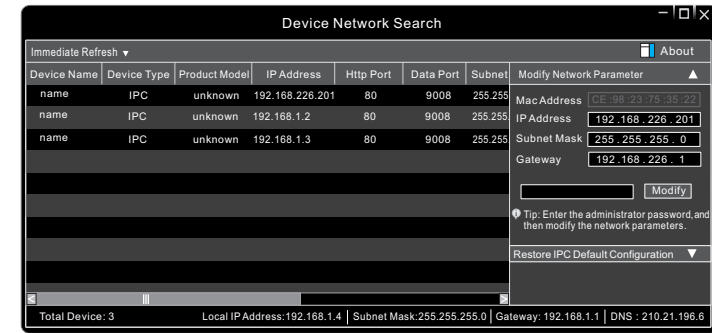 Device Network Search
Immediate Refresh ▼ About
Device Name Device Type Product Model IP Address Http Port Data Port Subnet
name IPC unknown 192.168.226.201 80 9008 255.255
name IPC unknown 192.168.1.2 80 9008 255.255.
name IPC unknown 192.168.1.3 80 9008 255.255
Modify Network Parameter ▲
Mac Address CE:98:23:75:35:22
IP Address 192.168.226.201
Subnet Mask 255.255.255.0
Gateway 192.168.226.1
Modify
Tip: Enter the administrator password,and
then modify the network parameters.
Restore IPC Default Configuration ▼
Total Device: 3 Local IP Address:192.168.1.4 Subnet Mask:255.255.255.0 Gateway: 192.168.1.1 DNS : 210.21.196.6